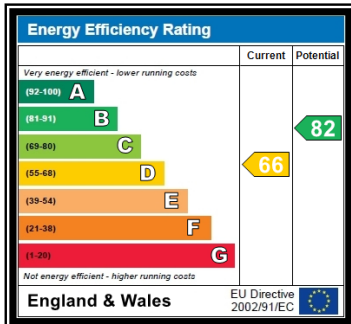 Energy Efficiency Rating
Current Potential
Very energy efficient - lower running costs
(92-100) A
(81-91) B
82
(69-80) C
(55-68) D
66
(39-54) E
(21-38) F
(1-20) G
Not energy efficient - higher running costs
England & Wales
EU Directive
2002/91/EC